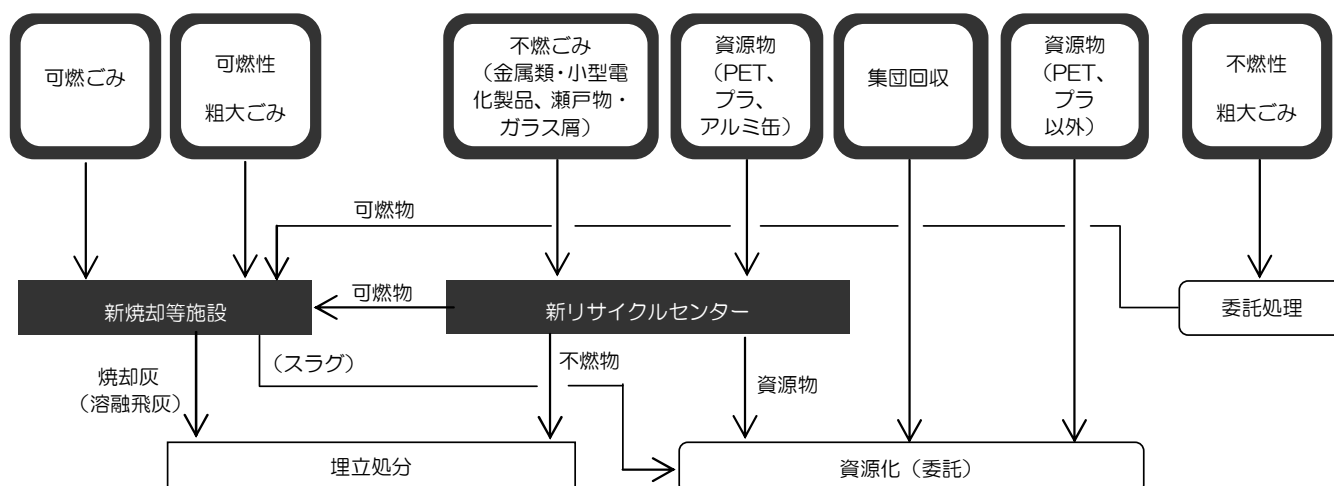 可燃ごみ
可燃性
粗大ごみ
不燃ごみ
（金属類・小型電
化製品、瀬戸物・
ガラス屑）
資源物
（PET、
プラ、
アルミ缶）
集団回収
資源物
（PET、
プラ
以外）
不燃性
粗大ごみ
可燃物
新焼却等施設
可燃物
新リサイクルセンター
委託処理
焼却灰
（溶融飛灰）
（スラグ）
不燃物
資源物
埋立処分
資源化（委託）